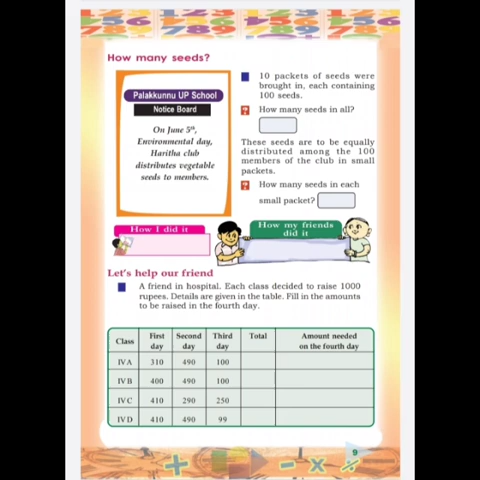 How many seeds?
Palakkunnu UP School
Notice Board
On June 5th,
Environmental day,
Haritha club
distributes vegetable
seeds to members.
10 packets of seeds were
brought in, each containing
100 seeds.
How many seeds in all?
These seeds are to be equally
distributed among the 100
members of the club in small
packets.
How many seeds in each
small packet?
How I did it
How my friends
did it
Let's help our friend
A friend in hospital. Each class decided to raise 1000
rupees. Details are given in the table. Fill in the amounts
to be raised in the fourth day.
Class First day Second day Third day Total Amount needed on the fourth day
IV A 310 490 100
IV B 400 490 100
IV C 410 290 250
IV D 410 490 99
9